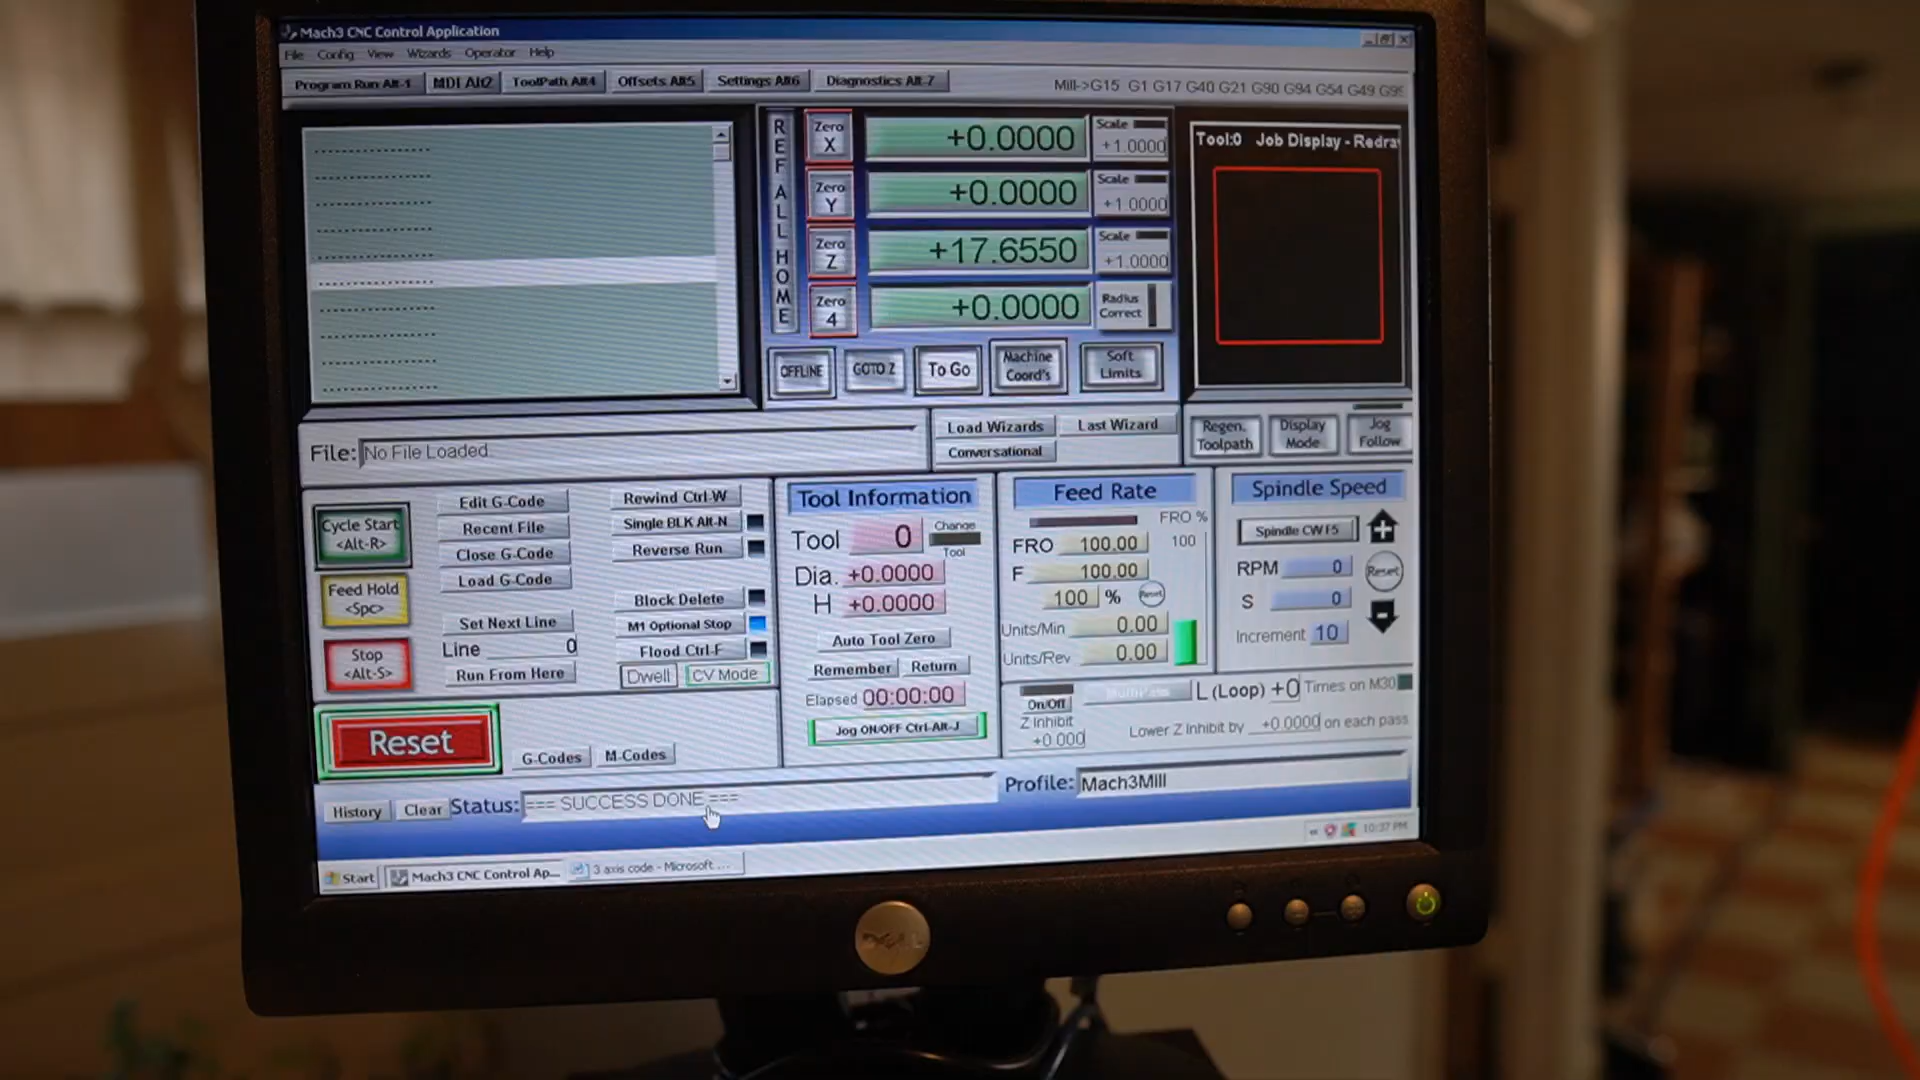 Mach3 CNC Control Application
File Config View Wizards Operator Help
Program Run Alt-1 MDI Alt2 ToolPath Alt4 Offsets Alt5 Settings Alt6 Diagnostics Alt-7 Mill->G15 G1 G17 G40 G21 G90 G94 G54 G49 G99
REF ALL HOME
Zero X +0.0000 Scale +1.0000
Zero Y +0.0000 Scale +1.0000
Zero Z +17.6550 Scale +1.0000
Zero 4 +0.0000 Radius Correct
OFFLINE GOTO Z To Go Machine Coord's Soft Limits
Tool:0 Job Display - Redra
File: No File Loaded.
Load Wizards Last Wizard
Conversational
Regen. Toolpath Display Mode Jog Follow
Cycle Start
<Alt-R>
Feed Hold
<Spc>
Stop
<Alt-S>
Edit G-Code
Recent File
Close G-Code
Load G-Code
Set Next Line
Line 0
Run From Here
Rewind Ctrl-W
Single BLK Alt-N
Reverse Run
Block Delete
M1 Optional Stop
Flood Ctrl-F
Dwell CV Mode
Reset
G-Codes M-Codes
Tool Information
Tool 0 Change Tool
Dia. +0.0000
H +0.0000
Auto Tool Zero
Remember Return
Elapsed 00:00:00
Jog ON/OFF Ctrl-Alt-J
Feed Rate
FRO %
FRO 100.00 100
F 100.00
100 % Reset
Units/Min 0.00
Units/Rev 0.00
Spindle Speed
Spindle CW F5 +
RPM 0 Reset
S 0 -
Increment 10
On/Off
Z Inhibit
+0.000
MultiPass L (Loop) +0 Times on M30
Lower Z Inhibit by +0.0000 on each pass
History Clear Status: === SUCCESS DONE ===
Profile: Mach3Mill
10:37 PM
Start Mach3 CNC Control Ap... 3 axis code - Microsoft ...
DELL